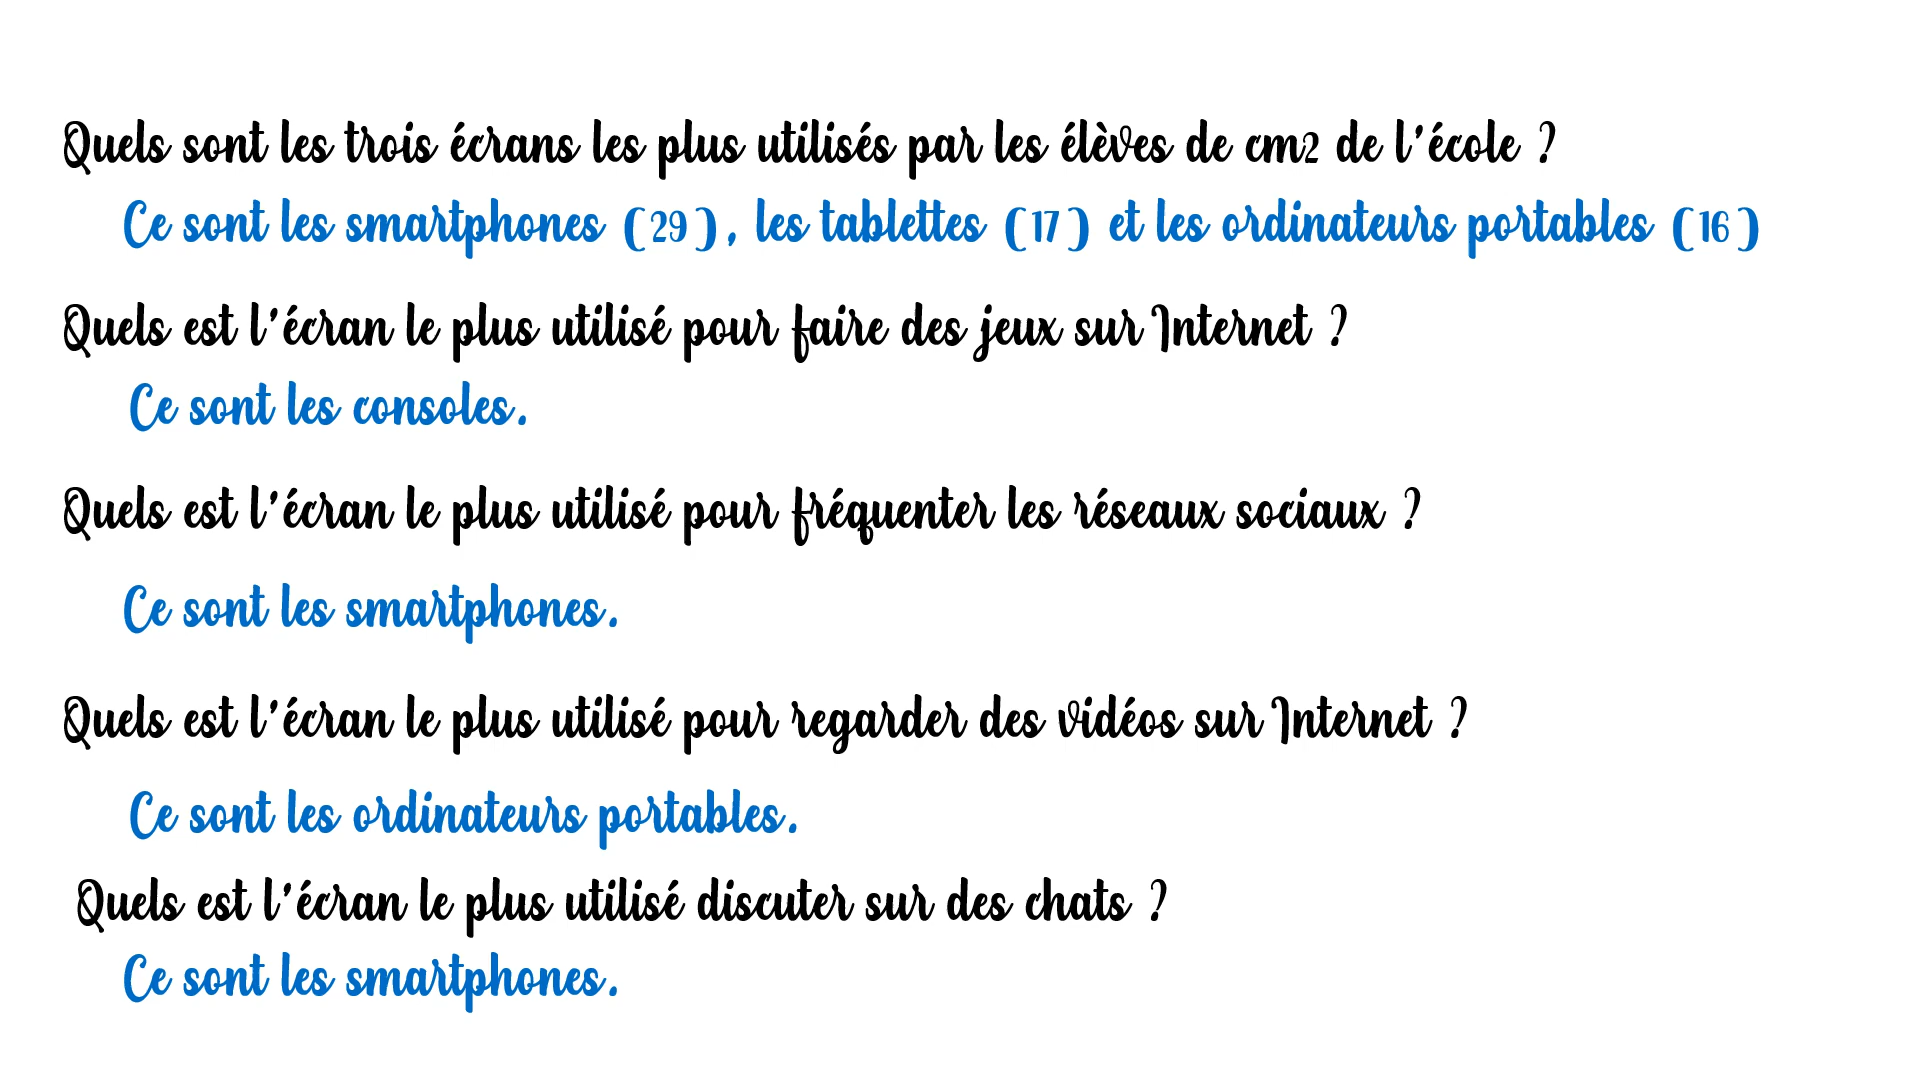 Quels sont les trois écrans les plus utilisés par les élèves de cm2 de l'école ?
Ce sont les smartphones (29), les tablettes (17) et les ordinateurs portables (16)
Quels est l'écran le plus utilisé pour faire des jeux sur Internet ?
Ce sont les consoles.
Quels est l'écran le plus utilisé pour fréquenter les réseaux sociaux ?
Ce sont les smartphones.
Quels est l'écran le plus utilisé pour regarder des vidéos sur Internet ?
Ce sont les ordinateurs portables.
Quels est l'écran le plus utilisé discuter sur des chats ?
Ce sont les smartphones.